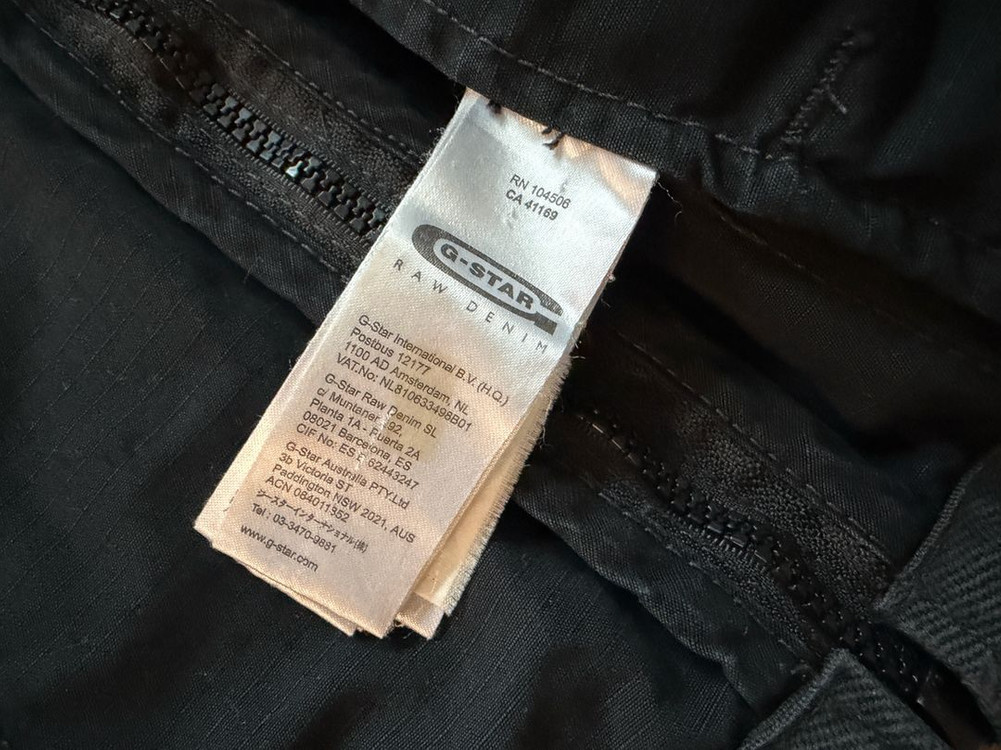 RN 104506
CA 41169
G-STAR
RAW DENIM
G-Star International B.V. (H.Q.)
Postbus 12177
1100 AD Amsterdam, NL
VAT.No: NL810633498B01
G-Star Raw Denim SL
c/ Muntaner 92
Planta 1A - Puerta 2A
08021 Barcelona, ES
CIF No: ES 62443247
G-Star Australia PTY.Ltd
3b Victoria ST
Paddington NSW 2021, AUS
ACN 084011352
ジースターインターナショナル(株)
Tel : 03-3470-9881
www.g-star.com